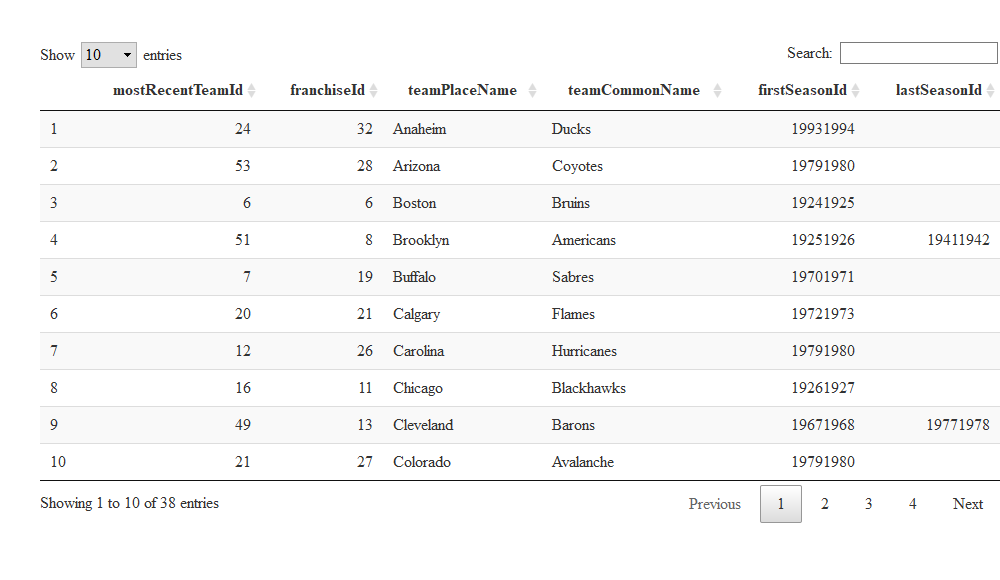 Show 10 entries Search:
mostRecentTeamId franchiseId teamPlaceName teamCommonName firstSeasonId lastSeasonId
1 24 32 Anaheim Ducks 19931994
2 53 28 Arizona Coyotes 19791980
3 6 6 Boston Bruins 19241925
4 51 8 Brooklyn Americans 19251926 19411942
5 7 19 Buffalo Sabres 19701971
6 20 21 Calgary Flames 19721973
7 12 26 Carolina Hurricanes 19791980
8 16 11 Chicago Blackhawks 19261927
9 49 13 Cleveland Barons 19671968 19771978
10 21 27 Colorado Avalanche 19791980
Showing 1 to 10 of 38 entries Previous 1 2 3 4 Next